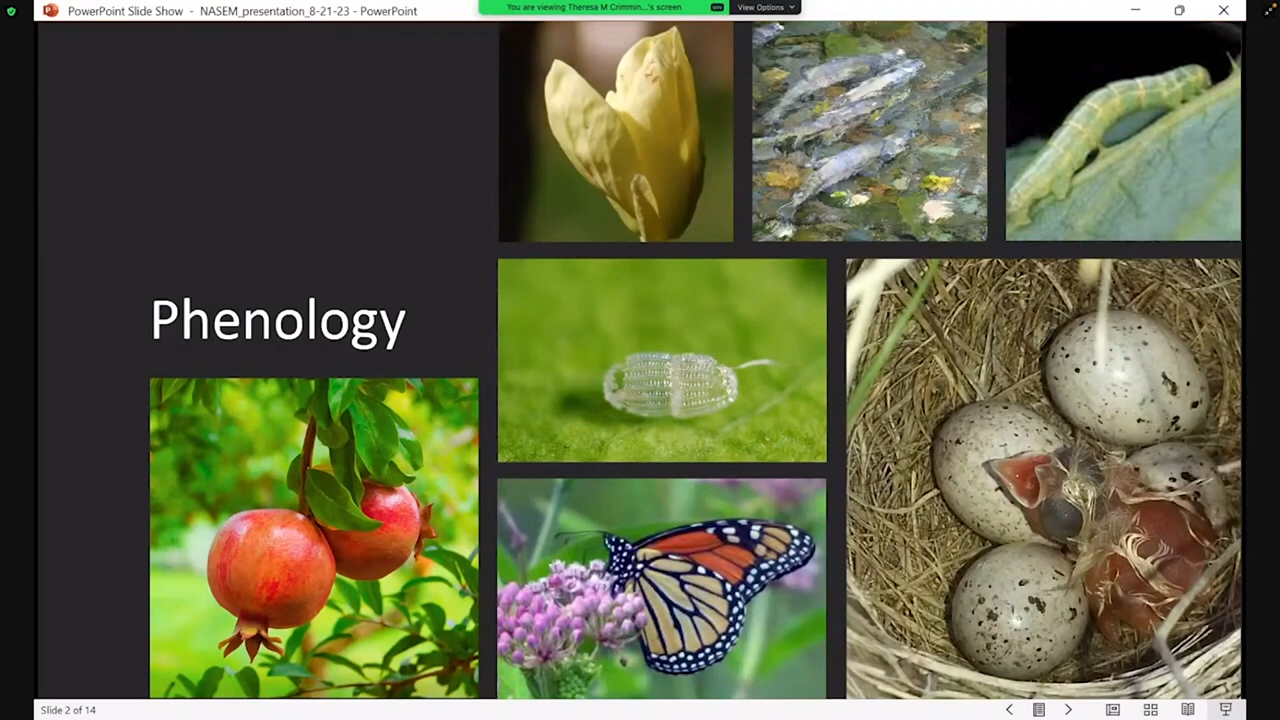 PowerPoint Slide Show - NASEM_presentation_8-21-23 - PowerPoint
You are viewing Theresa M Crimmin...'s screen
View Options
Phenology
Slide 2 of 14